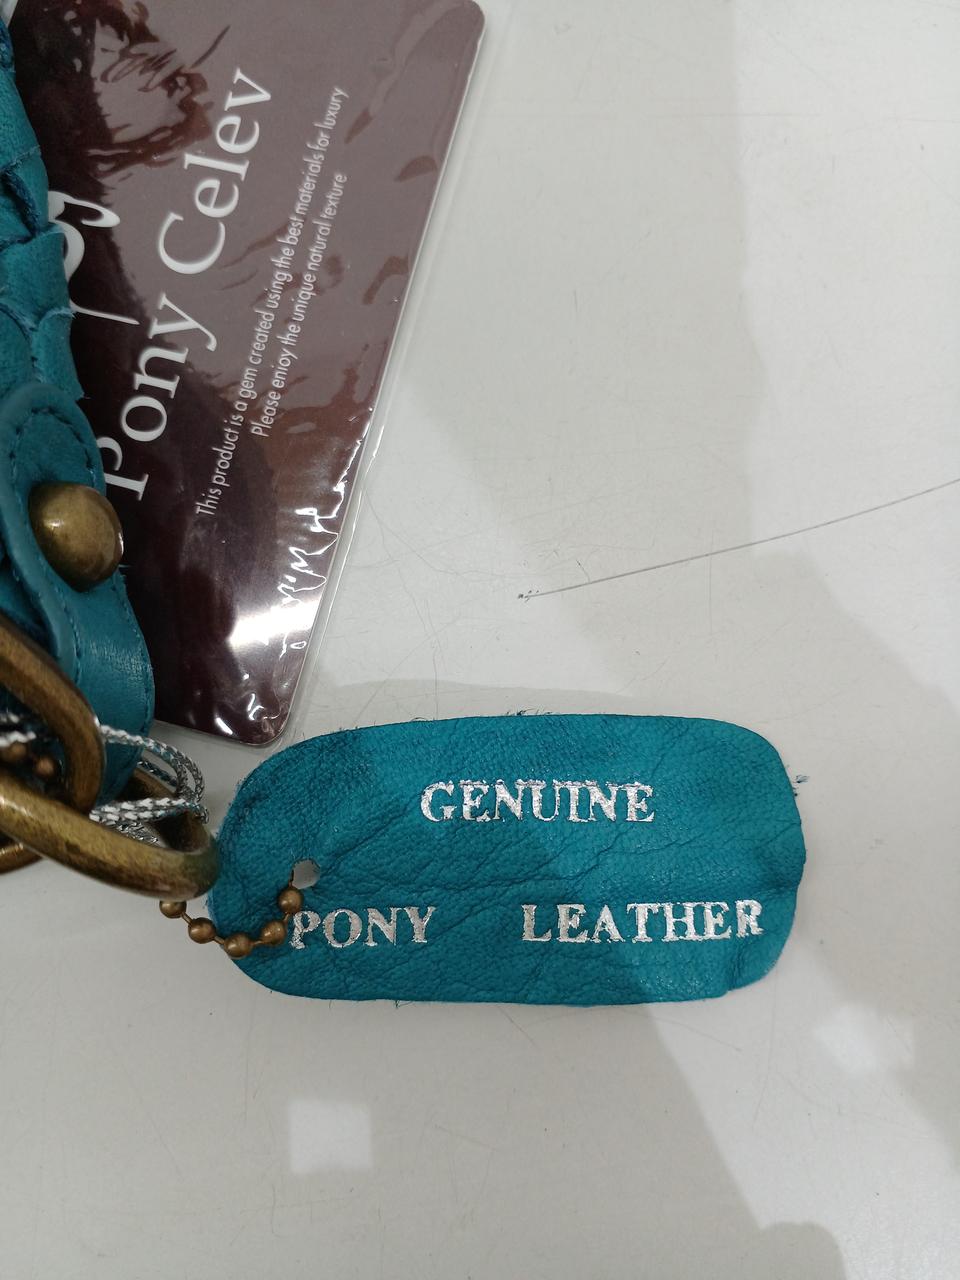 Pony Celev
This product is a gem created using the best materials for luxury
Please enjoy the unique natural texture
GENUINE
PONY LEATHER